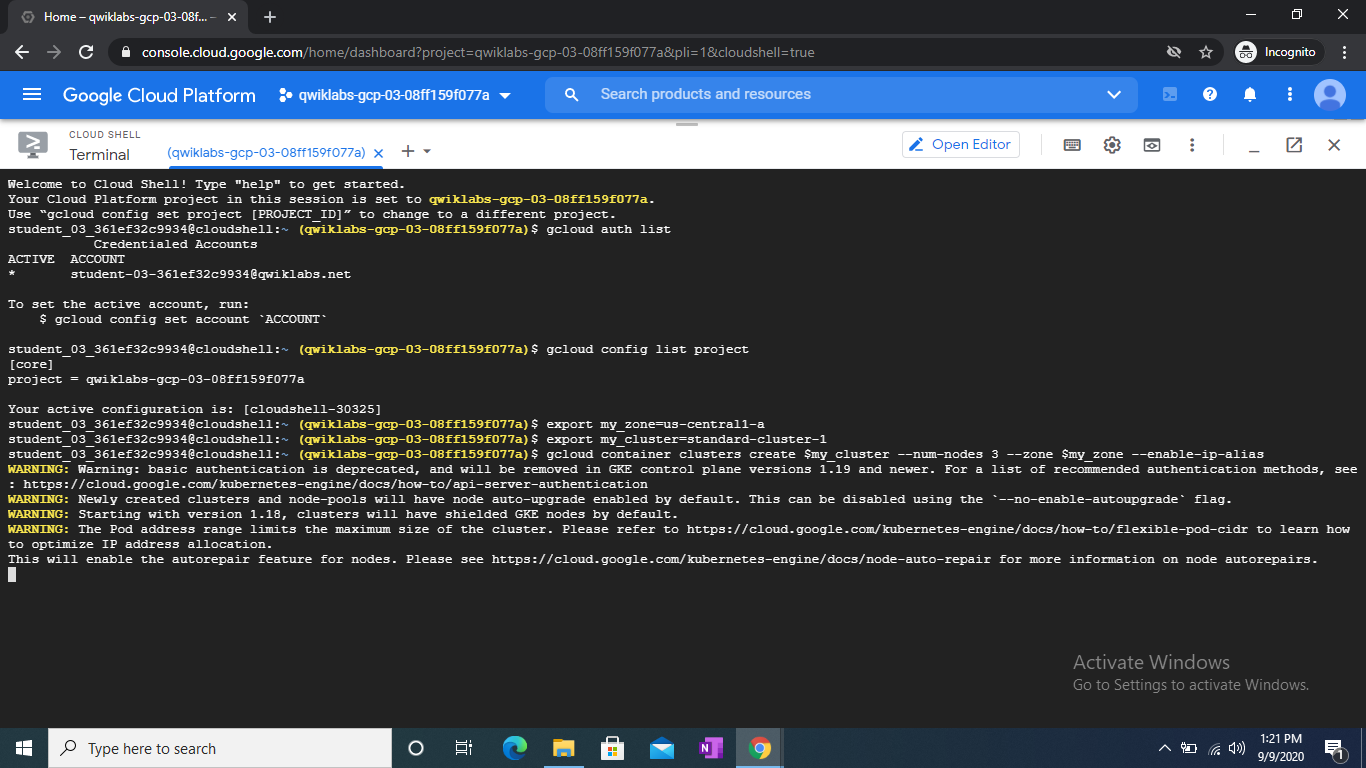 Home – qwiklabs-gcp-03-08f... –
console.cloud.google.com/home/dashboard?project=qwiklabs-gcp-03-08ff159f077a&pli=1&cloudshell=true
Incognito
Google Cloud Platform
qwiklabs-gcp-03-08ff159f077a
Search products and resources
CLOUD SHELL
Terminal
(qwiklabs-gcp-03-08ff159f077a)
Open Editor
Welcome to Cloud Shell! Type "help" to get started.
Your Cloud Platform project in this session is set to qwiklabs-gcp-03-08ff159f077a.
Use “gcloud config set project [PROJECT_ID]” to change to a different project.
student_03_361ef32c9934@cloudshell:~ (qwiklabs-gcp-03-08ff159f077a)$ gcloud auth list
Credentialed Accounts
ACTIVE ACCOUNT
* student-03-361ef32c9934@qwiklabs.net
To set the active account, run:
$ gcloud config set account `ACCOUNT`
student_03_361ef32c9934@cloudshell:~ (qwiklabs-gcp-03-08ff159f077a)$ gcloud config list project
[core]
project = qwiklabs-gcp-03-08ff159f077a
Your active configuration is: [cloudshell-30325]
student_03_361ef32c9934@cloudshell:~ (qwiklabs-gcp-03-08ff159f077a)$ export my_zone=us-central1-a
student_03_361ef32c9934@cloudshell:~ (qwiklabs-gcp-03-08ff159f077a)$ export my_cluster=standard-cluster-1
student_03_361ef32c9934@cloudshell:~ (qwiklabs-gcp-03-08ff159f077a)$ gcloud container clusters create $my_cluster --num-nodes 3 --zone $my_zone --enable-ip-alias
WARNING: Warning: basic authentication is deprecated, and will be removed in GKE control plane versions 1.19 and newer. For a list of recommended authentication methods, see
: https://cloud.google.com/kubernetes-engine/docs/how-to/api-server-authentication
WARNING: Newly created clusters and node-pools will have node auto-upgrade enabled by default. This can be disabled using the `--no-enable-autoupgrade` flag.
WARNING: Starting with version 1.18, clusters will have shielded GKE nodes by default.
WARNING: The Pod address range limits the maximum size of the cluster. Please refer to https://cloud.google.com/kubernetes-engine/docs/how-to/flexible-pod-cidr to learn how
to optimize IP address allocation.
This will enable the autorepair feature for nodes. Please see https://cloud.google.com/kubernetes-engine/docs/node-auto-repair for more information on node autorepairs.
Activate Windows
Go to Settings to activate Windows.
Type here to search
1:21 PM
9/9/2020
1